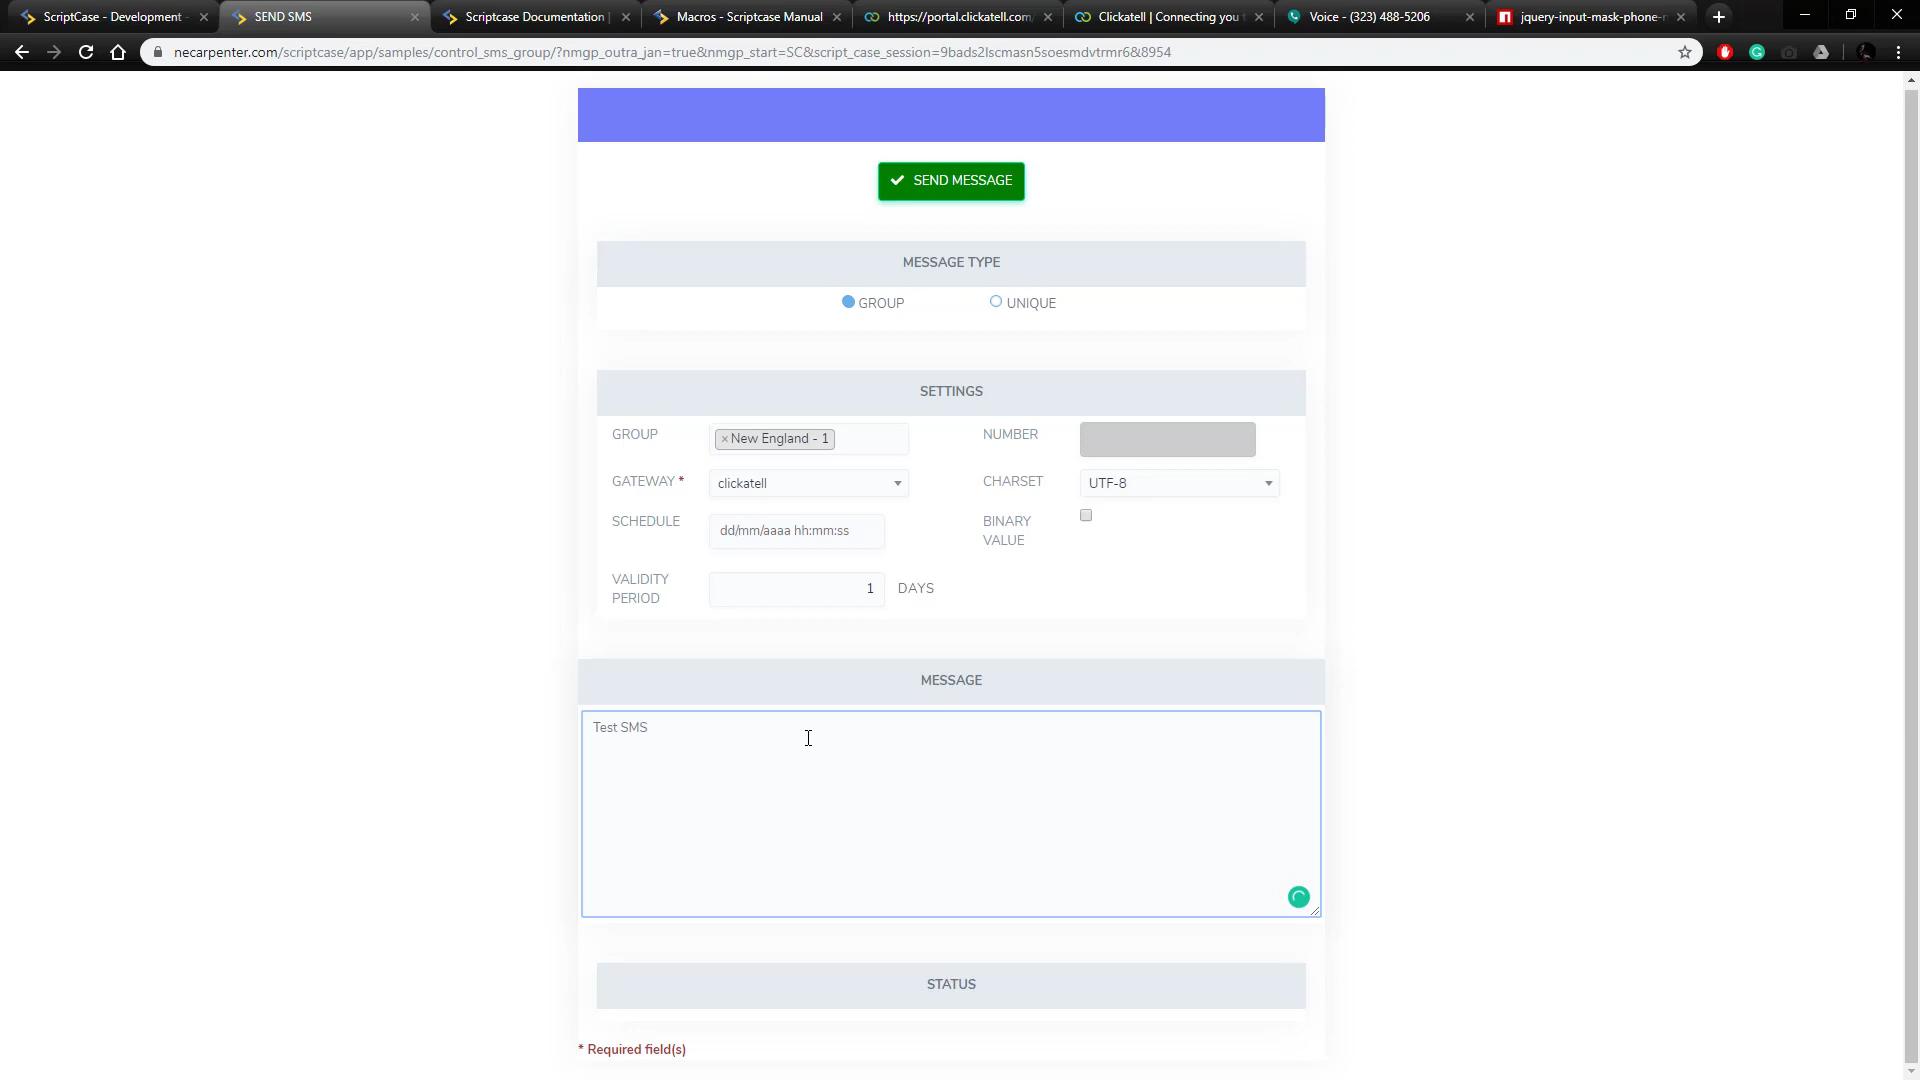 ScriptCase - Development
SEND SMS
Scriptcase Documentation
Macros - Scriptcase Manual
https://portal.clickatell.com
Clickatell | Connecting you
Voice - (323) 488-5206
jquery-input-mask-phone-
necarpenter.com/scriptcase/app/samples/control_sms_group/?nmgp_outra_jan=true&nmgp_start=SC&script_case_session=9bads2lscmasn5soesmdvtrmr6&8954
SEND MESSAGE
MESSAGE TYPE
GROUP UNIQUE
SETTINGS
GROUP ×New England - 1 NUMBER
GATEWAY * clickatell CHARSET UTF-8
SCHEDULE dd/mm/aaaa hh:mm:ss BINARY VALUE
VALIDITY PERIOD 1 DAYS
MESSAGE
Test SMS
STATUS
* Required field(s)